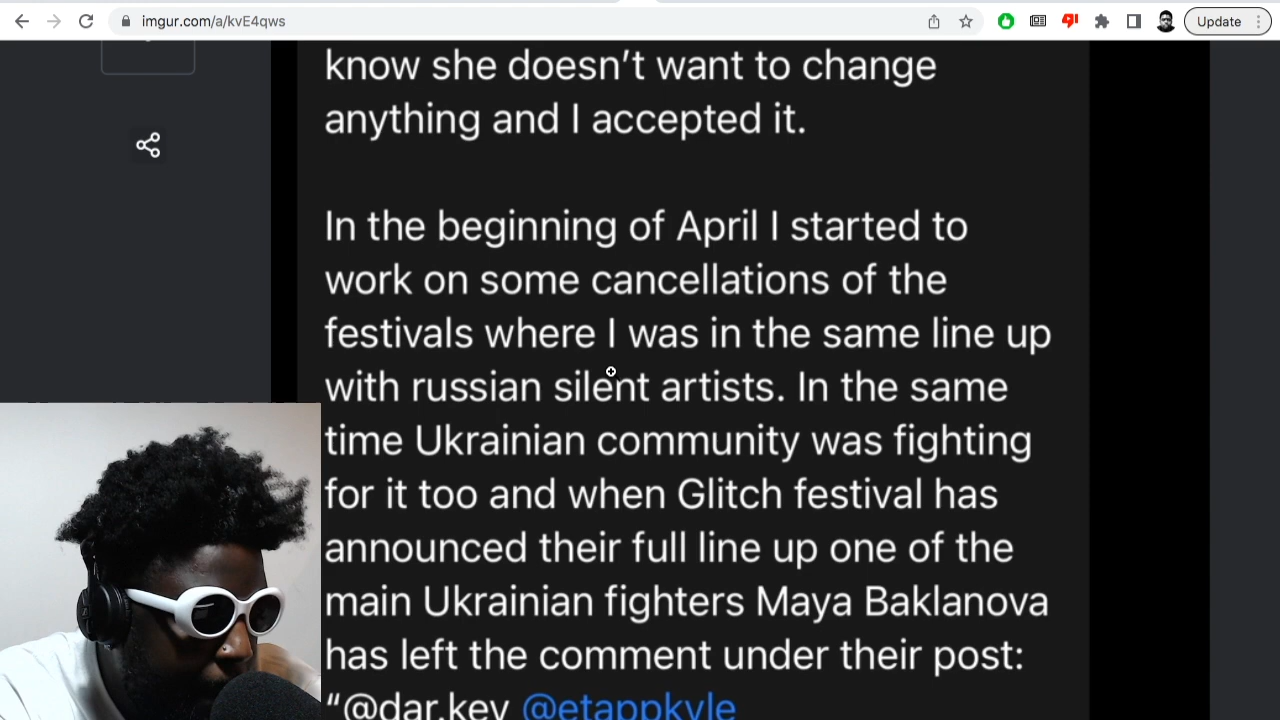 imgur.com/a/kvE4qws
Update
know she doesn't want to change
anything and I accepted it.
In the beginning of April I started to
work on some cancellations of the
festivals where I was in the same line up
with russian silent artists. In the same
time Ukrainian community was fighting
for it too and when Glitch festival has
announced their full line up one of the
main Ukrainian fighters Maya Baklanova
has left the comment under their post:
“@dar.key @etappkyle